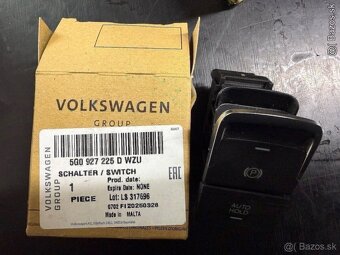 VOLKSWAGEN
GROUP
5G0 927 225 D WZU
SCHALTER / SWITCH
Prod. date:
1
Expire Date: NONE
PIECE
Lot: LS 317696
Made in
MALTA
VOLKSWAGEN
GROUP
EAC
P
AUTO
HOLD
Bazos.sk